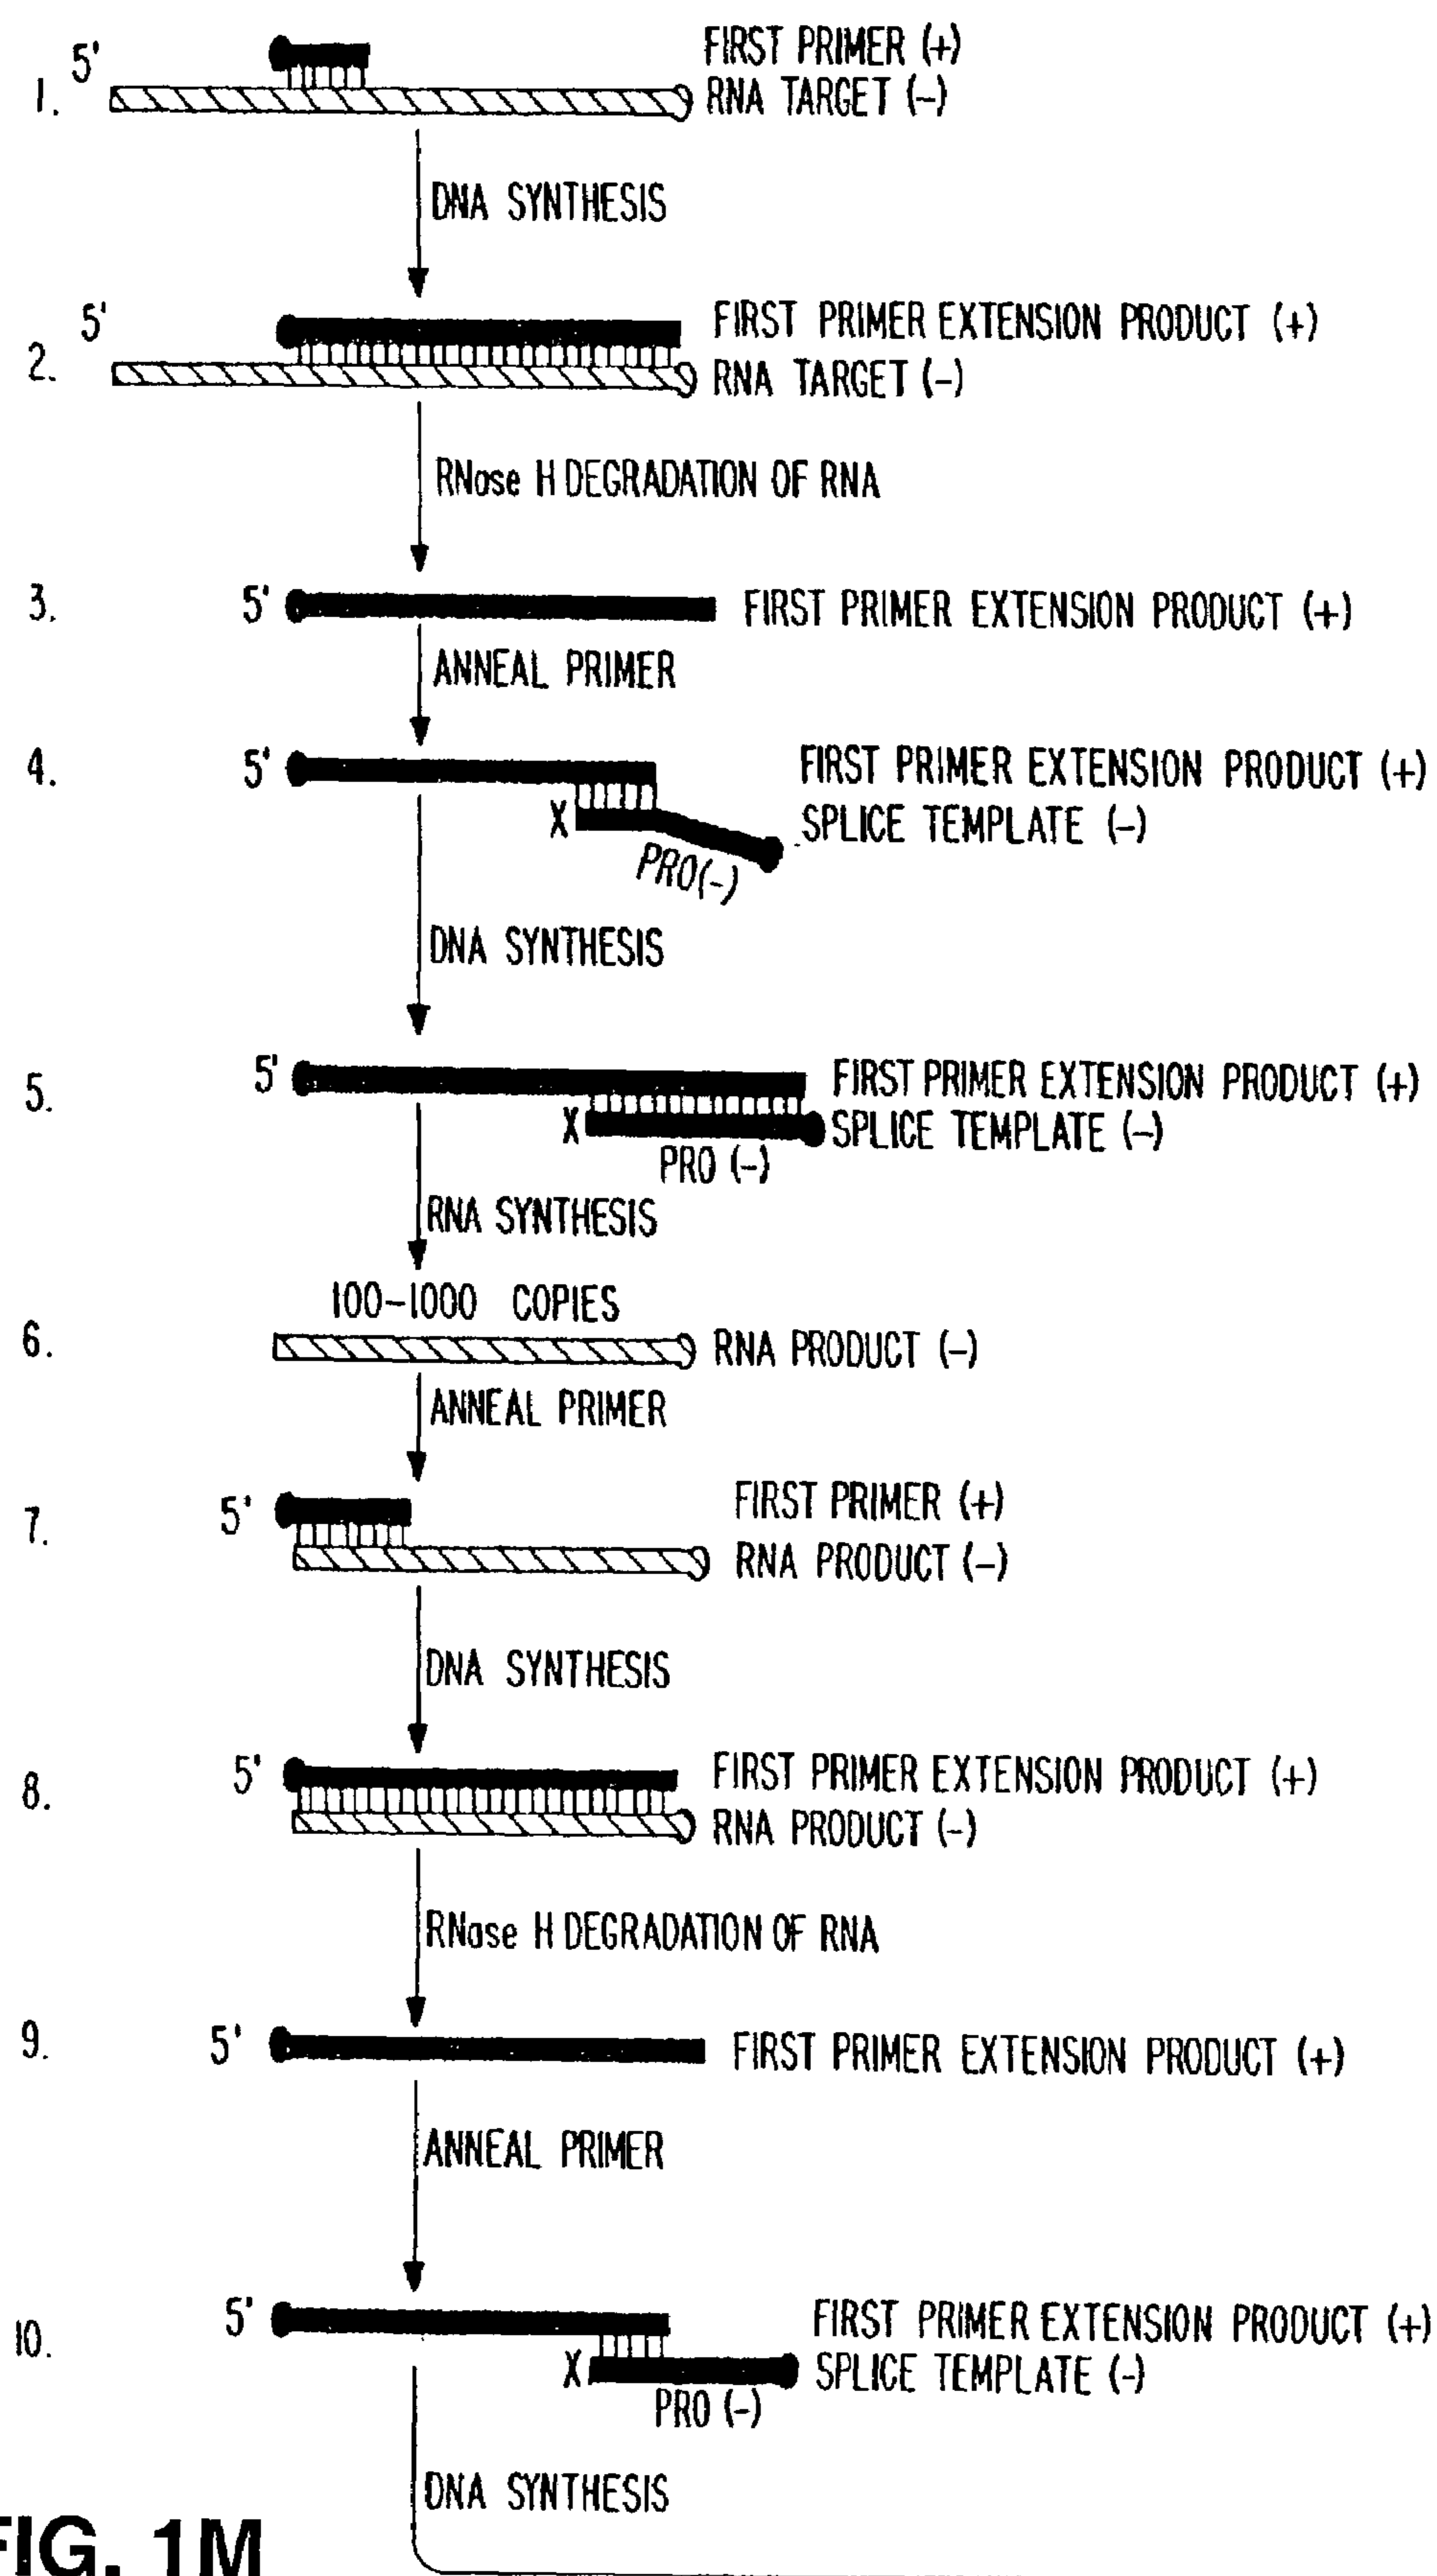 5' FIRST PRIMER (+)
1. RNA TARGET (-)
DNA SYNTHESIS
5' FIRST PRIMER EXTENSION PRODUCT (+)
2. RNA TARGET (-)
RNase H DEGRADATION OF RNA
3. 5' FIRST PRIMER EXTENSION PRODUCT (+)
ANNEAL PRIMER
4. 5' FIRST PRIMER EXTENSION PRODUCT (+)
X SPLICE TEMPLATE (-)
PRO(-)
DNA SYNTHESIS
5. 5' FIRST PRIMER EXTENSION PRODUCT (+)
X SPLICE TEMPLATE (-)
PRO (-)
RNA SYNTHESIS
100-1000 COPIES
6. RNA PRODUCT (-)
ANNEAL PRIMER
7. 5' FIRST PRIMER (+)
RNA PRODUCT (-)
DNA SYNTHESIS
8. 5' FIRST PRIMER EXTENSION PRODUCT (+)
RNA PRODUCT (-)
RNase H DEGRADATION OF RNA
9. 5' FIRST PRIMER EXTENSION PRODUCT (+)
ANNEAL PRIMER
10. 5' FIRST PRIMER EXTENSION PRODUCT (+)
X SPLICE TEMPLATE (-)
PRO (-)
DNA SYNTHESIS
FIG. 1M